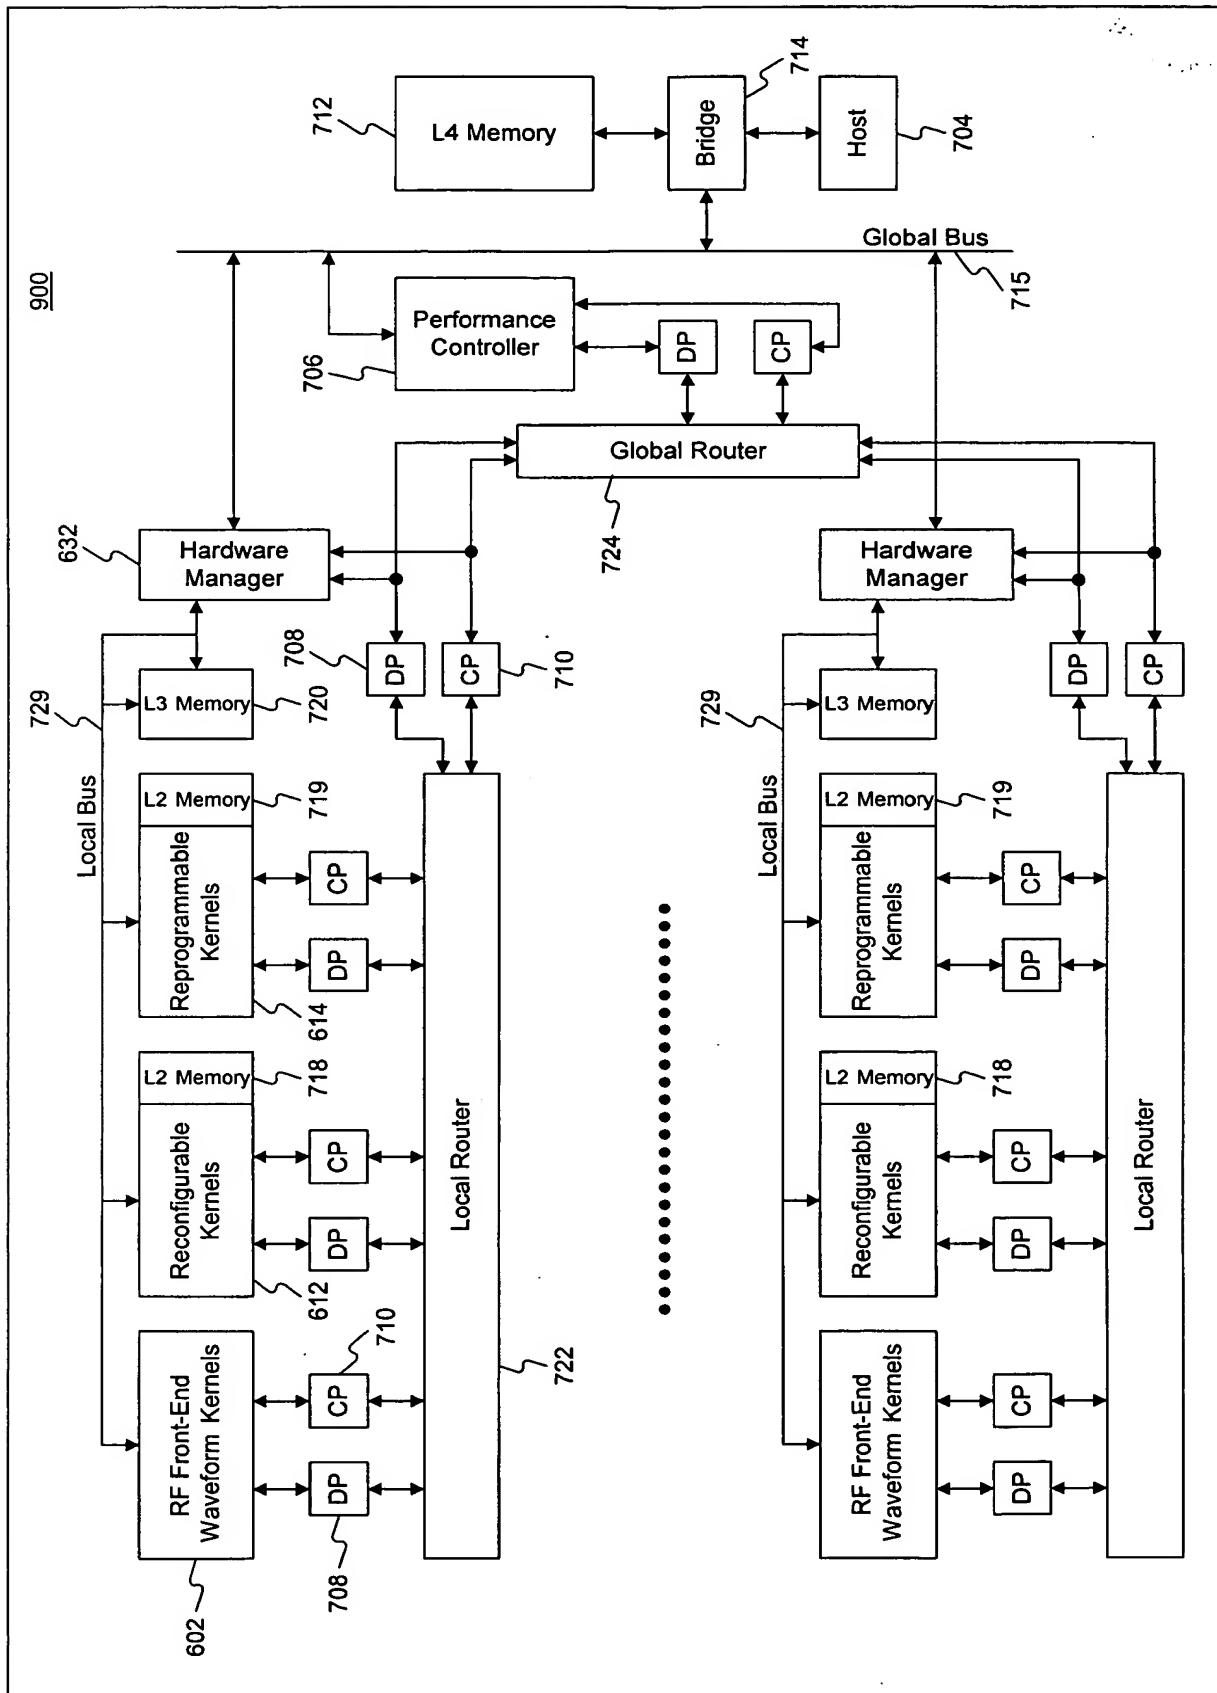 900
712
L4 Memory
Bridge
714
Host
704
Global Bus
715
Performance
Controller
706
DP
CP
Global Router
724
632
Hardware
Manager
708
DP
CP
710
729
Local Bus
L3 Memory
720
L2 Memory
719
Reprogrammable
Kernels
614
DP
CP
L2 Memory
718
Reconfigurable
Kernels
612
DP
CP
RF Front-End
Waveform Kernels
602
DP
708
CP
710
Local Router
722
Hardware
Manager
DP
CP
729
Local Bus
L3 Memory
L2 Memory
719
Reprogrammable
Kernels
DP
CP
L2 Memory
718
Reconfigurable
Kernels
DP
CP
RF Front-End
Waveform Kernels
DP
CP
Local Router